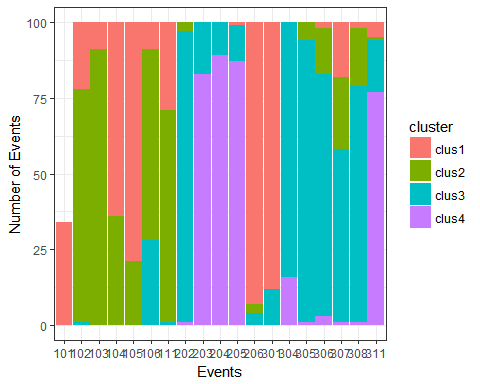 100
75
50
25
0
Number of Events
101 102 103 104 105 106 111 202 203 204 205 206 301 304 305 306 307 308 311
Events
cluster
clus1
clus2
clus3
clus4